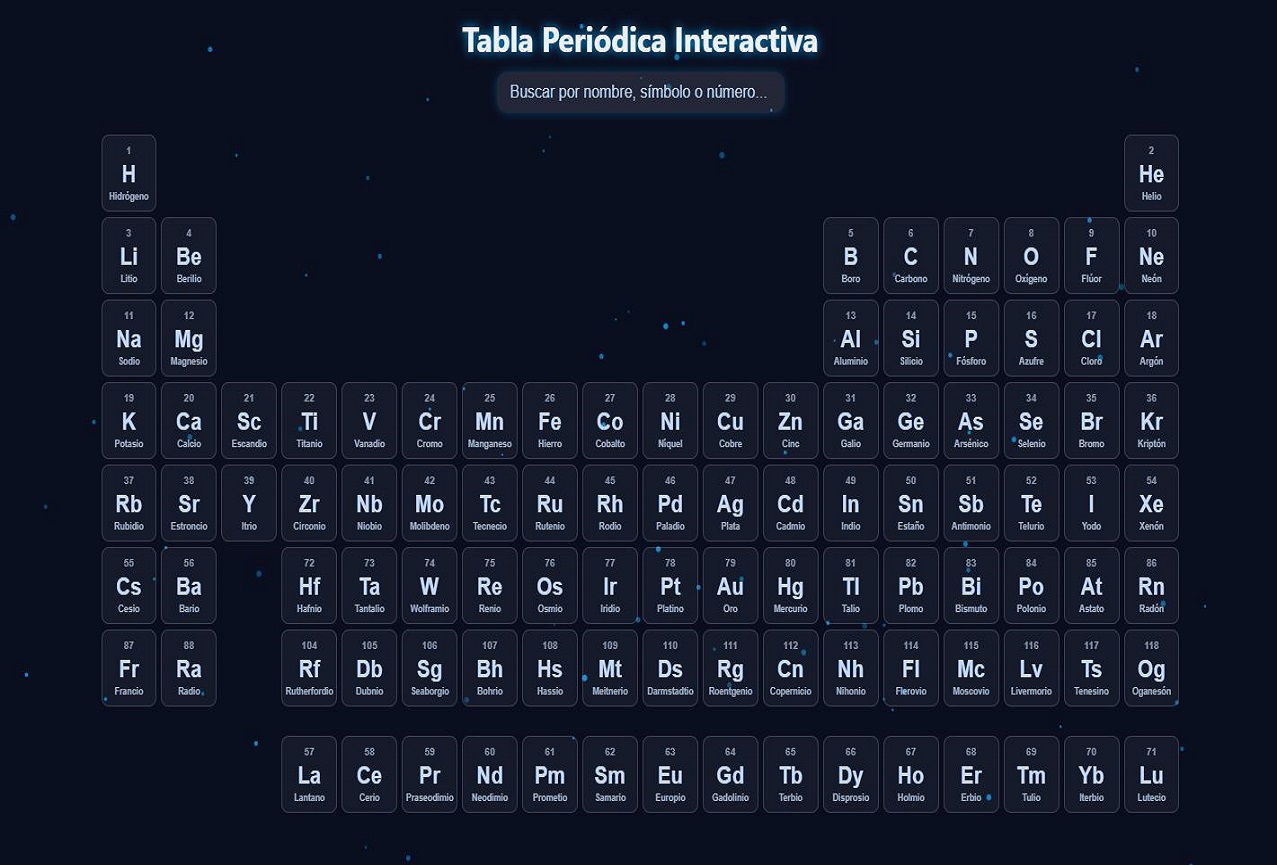 Tabla Periódica Interactiva
Buscar por nombre, símbolo o número...
1 2
H He
Hidrógeno Helio
3 4 5 6 7 8 9 10
Li Be B C N O F Ne
Litio Berilio Boro Carbono Nitrógeno Oxígeno Flúor Neón
11 12 13 14 15 16 17 18
Na Mg Al Si P S Cl Ar
Sodio Magnesio Aluminio Silicio Fósforo Azufre Cloro Argón
19 20 21 22 23 24 25 26 27 28 29 30 31 32 33 34 35 36
K Ca Sc Ti V Cr Mn Fe Co Ni Cu Zn Ga Ge As Se Br Kr
Potasio Calcio Escandio Titanio Vanadio Cromo Manganeso Hierro Cobalto Níquel Cobre Cinc Galio Germanio Arsénico Selenio Bromo Kriptón
37 38 39 40 41 42 43 44 45 46 47 48 49 50 51 52 53 54
Rb Sr Y Zr Nb Mo Tc Ru Rh Pd Ag Cd In Sn Sb Te I Xe
Rubidio Estroncio Itrio Circonio Niobio Molibdeno Tecnecio Rutenio Rodio Paladio Plata Cadmio Indio Estaño Antimonio Telurio Yodo Xenón
55 56 72 73 74 75 76 77 78 79 80 81 82 83 84 85 86
Cs Ba Hf Ta W Re Os Ir Pt Au Hg Tl Pb Bi Po At Rn
Cesio Bario Hafnio Tantalio Wolframio Renio Osmio Iridio Platino Oro Mercurio Talio Plomo Bismuto Polonio Astato Radón
87 88 104 105 106 107 108 109 110 111 112 113 114 115 116 117 118
Fr Ra Rf Db Sg Bh Hs Mt Ds Rg Cn Nh Fl Mc Lv Ts Og
Francio Radio Rutherfordio Dubnio Seaborgio Bohrio Hassio Meitnerio Darmstadtio Roentgenio Copernicio Nihonio Flerovio Moscovio Livermorio Tenesino Oganesón
57 58 59 60 61 62 63 64 65 66 67 68 69 70 71
La Ce Pr Nd Pm Sm Eu Gd Tb Dy Ho Er Tm Yb Lu
Lantano Cerio Praseodimio Neodimio Prometio Samario Europio Gadolinio Terbio Disprosio Holmio Erbio Tulio Iterbio Lutecio